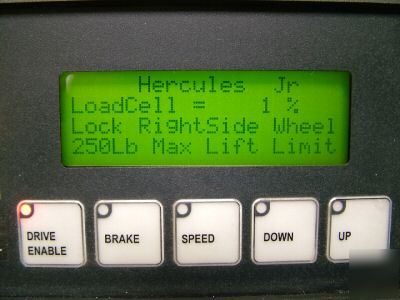 Hercules Jr
LoadCell = 1 %
Lock RightSide Wheel
250Lb Max Lift Limit
DRIVE
ENABLE
BRAKE
SPEED
DOWN
UP